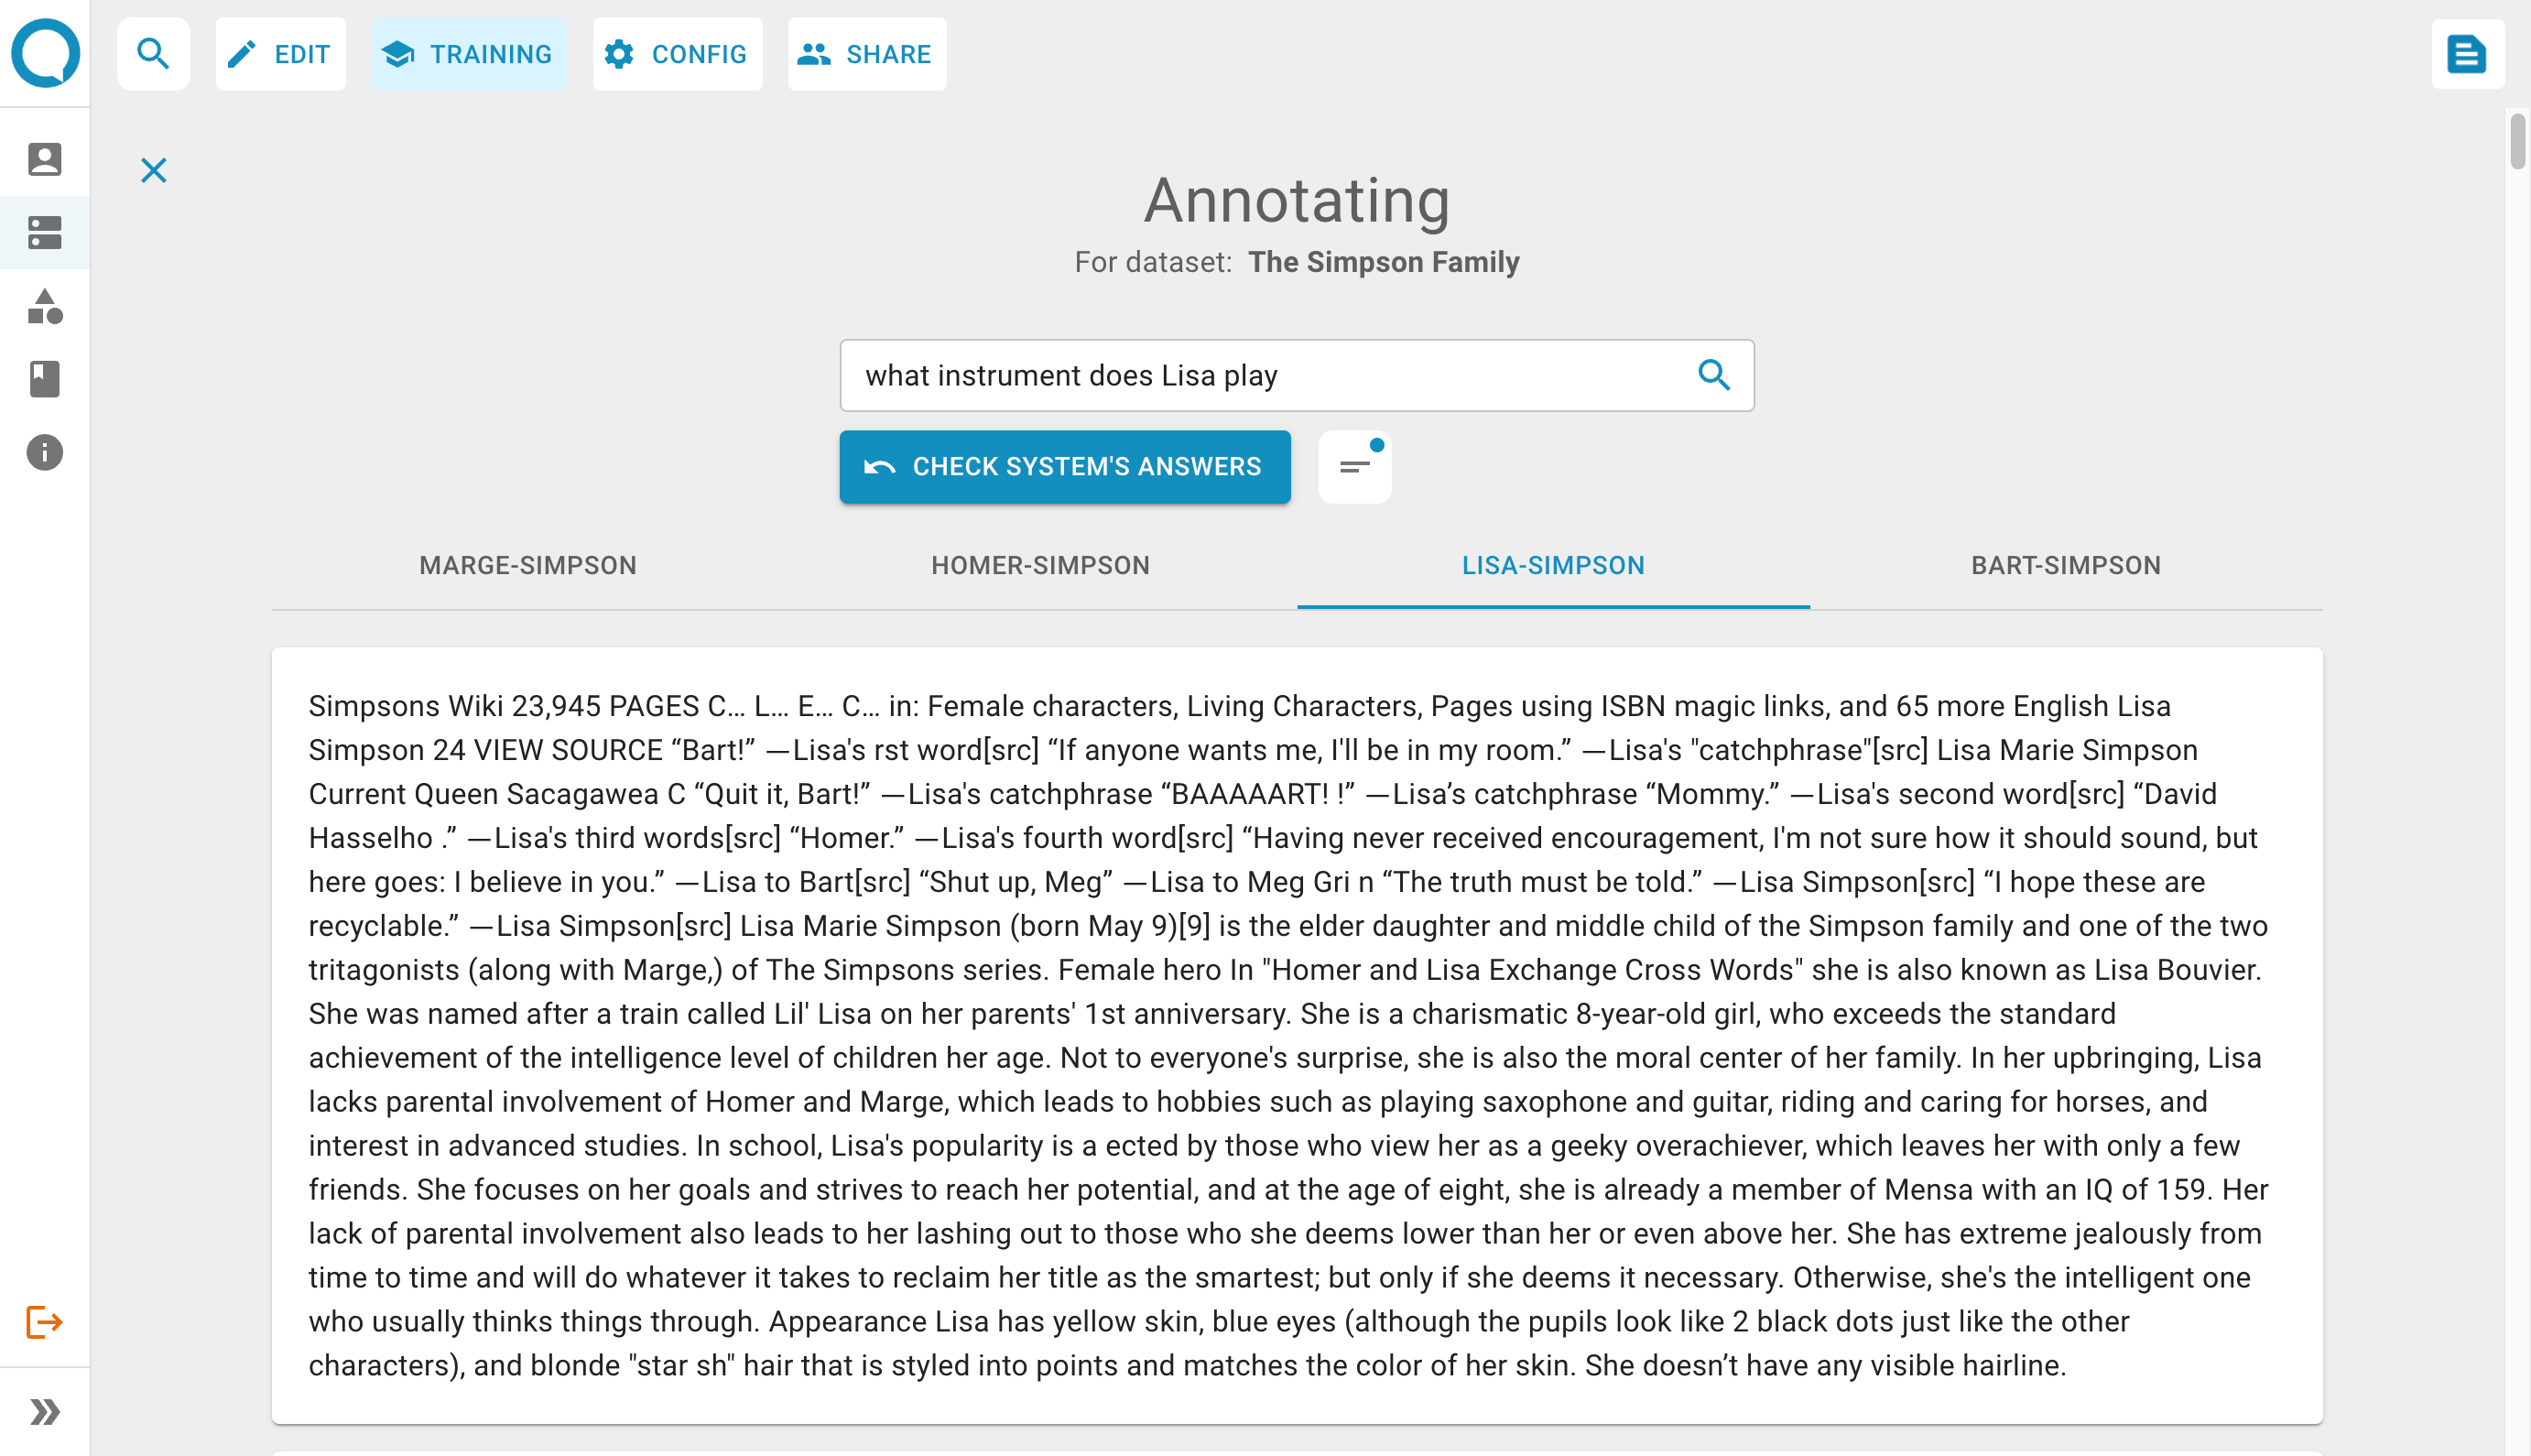 EDIT
TRAINING
CONFIG
SHARE
Annotating
For dataset: The Simpson Family
what instrument does Lisa play
CHECK SYSTEM'S ANSWERS
MARGE-SIMPSON
HOMER-SIMPSON
LISA-SIMPSON
BART-SIMPSON
Simpsons Wiki 23,945 PAGES C… L… E… C… in: Female characters, Living Characters, Pages using ISBN magic links, and 65 more English Lisa
Simpson 24 VIEW SOURCE “Bart!” —Lisa's rst word[src] “If anyone wants me, I'll be in my room.” —Lisa's "catchphrase"[src] Lisa Marie Simpson
Current Queen Sacagawea C “Quit it, Bart!” —Lisa's catchphrase “BAAAAART! !” —Lisa’s catchphrase “Mommy.” —Lisa's second word[src] “David
Hasselho .” —Lisa's third words[src] “Homer.” —Lisa's fourth word[src] “Having never received encouragement, I'm not sure how it should sound, but
here goes: I believe in you.” —Lisa to Bart[src] “Shut up, Meg” —Lisa to Meg Gri n “The truth must be told.” —Lisa Simpson[src] “I hope these are
recyclable.” —Lisa Simpson[src] Lisa Marie Simpson (born May 9)[9] is the elder daughter and middle child of the Simpson family and one of the two
tritagonists (along with Marge,) of The Simpsons series. Female hero In "Homer and Lisa Exchange Cross Words" she is also known as Lisa Bouvier.
She was named after a train called Lil' Lisa on her parents' 1st anniversary. She is a charismatic 8-year-old girl, who exceeds the standard
achievement of the intelligence level of children her age. Not to everyone's surprise, she is also the moral center of her family. In her upbringing, Lisa
lacks parental involvement of Homer and Marge, which leads to hobbies such as playing saxophone and guitar, riding and caring for horses, and
interest in advanced studies. In school, Lisa's popularity is a ected by those who view her as a geeky overachiever, which leaves her with only a few
friends. She focuses on her goals and strives to reach her potential, and at the age of eight, she is already a member of Mensa with an IQ of 159. Her
lack of parental involvement also leads to her lashing out to those who she deems lower than her or even above her. She has extreme jealously from
time to time and will do whatever it takes to reclaim her title as the smartest; but only if she deems it necessary. Otherwise, she's the intelligent one
who usually thinks things through. Appearance Lisa has yellow skin, blue eyes (although the pupils look like 2 black dots just like the other
characters), and blonde "star sh" hair that is styled into points and matches the color of her skin. She doesn’t have any visible hairline.